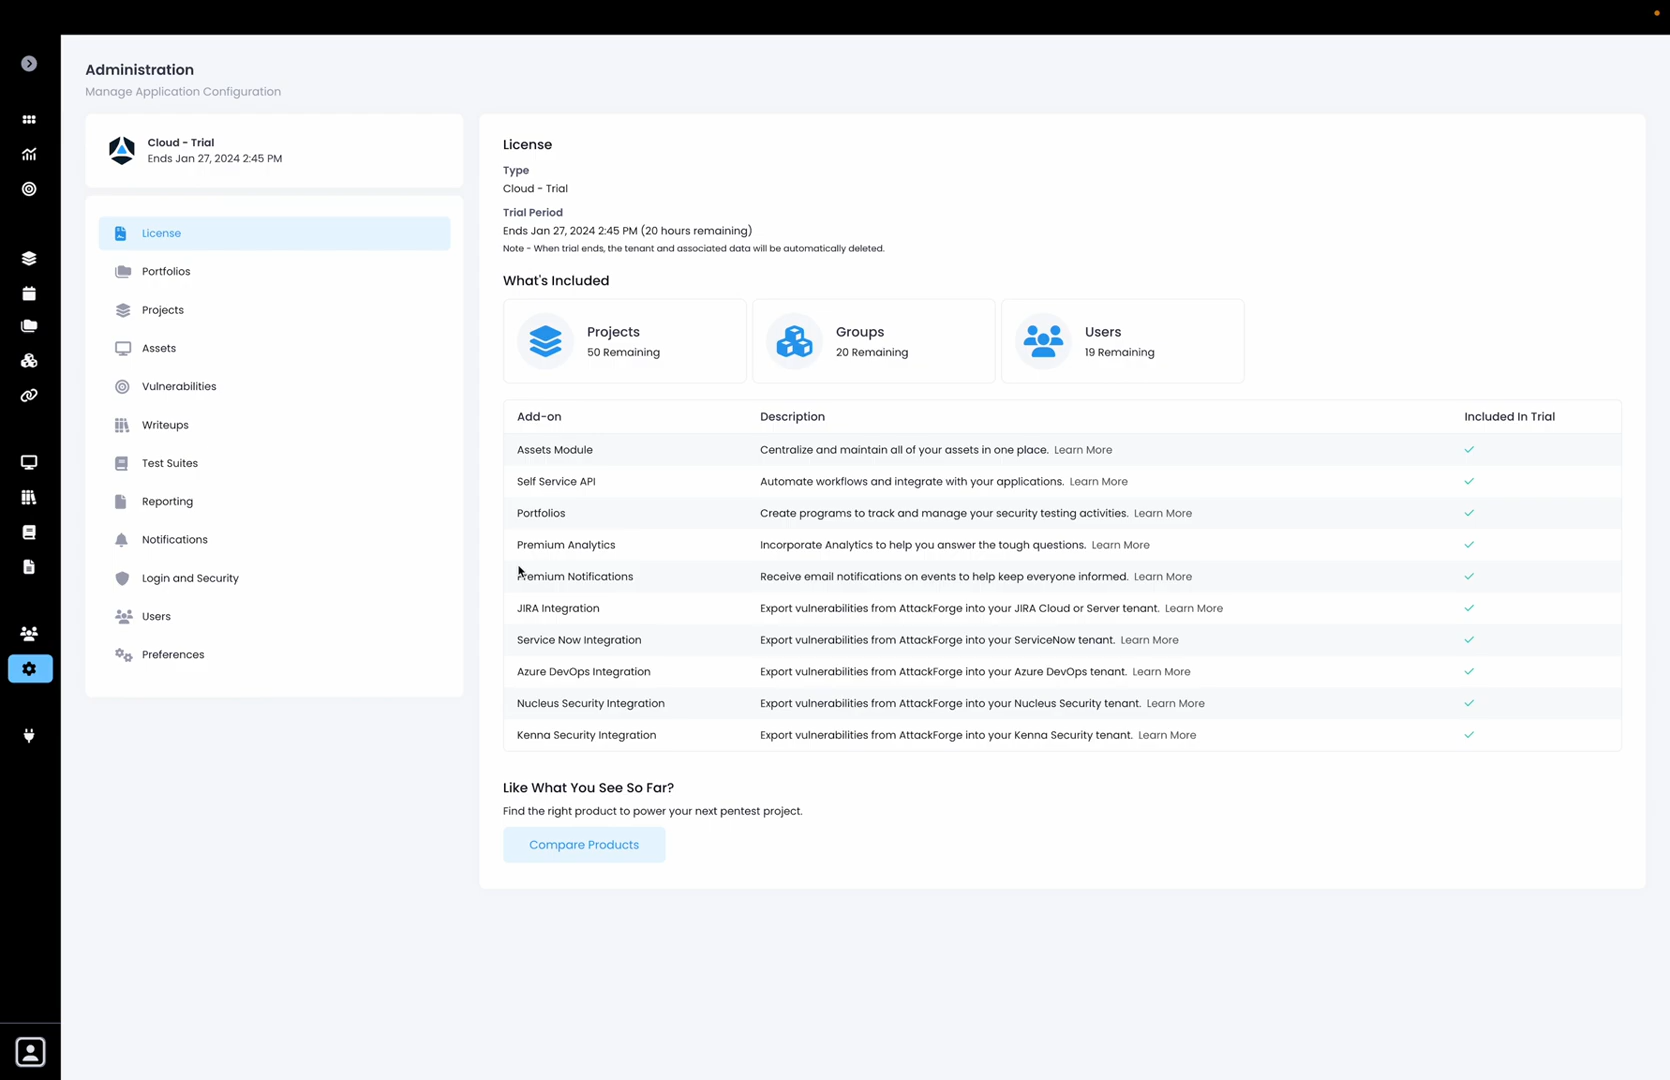 Administration
Manage Application Configuration
Cloud - Trial
Ends Jan 27, 2024 2:45 PM
License
Portfolios
Projects
Assets
Vulnerabilities
Writeups
Test Suites
Reporting
Notifications
Login and Security
Users
Preferences
License
Type
Cloud - Trial
Trial Period
Ends Jan 27, 2024 2:45 PM (20 hours remaining)
Note - When trial ends, the tenant and associated data will be automatically deleted.
What's Included
Projects
50 Remaining
Groups
20 Remaining
Users
19 Remaining
Add-on Description Included In Trial
Assets Module Centralize and maintain all of your assets in one place. Learn More
Self Service API Automate workflows and integrate with your applications. Learn More
Portfolios Create programs to track and manage your security testing activities. Learn More
Premium Analytics Incorporate Analytics to help you answer the tough questions. Learn More
Premium Notifications Receive email notifications on events to help keep everyone informed. Learn More
JIRA Integration Export vulnerabilities from AttackForge into your JIRA Cloud or Server tenant. Learn More
Service Now Integration Export vulnerabilities from AttackForge into your ServiceNow tenant. Learn More
Azure DevOps Integration Export vulnerabilities from AttackForge into your Azure DevOps tenant. Learn More
Nucleus Security Integration Export vulnerabilities from AttackForge into your Nucleus Security tenant. Learn More
Kenna Security Integration Export vulnerabilities from AttackForge into your Kenna Security tenant. Learn More
Like What You See So Far?
Find the right product to power your next pentest project.
Compare Products